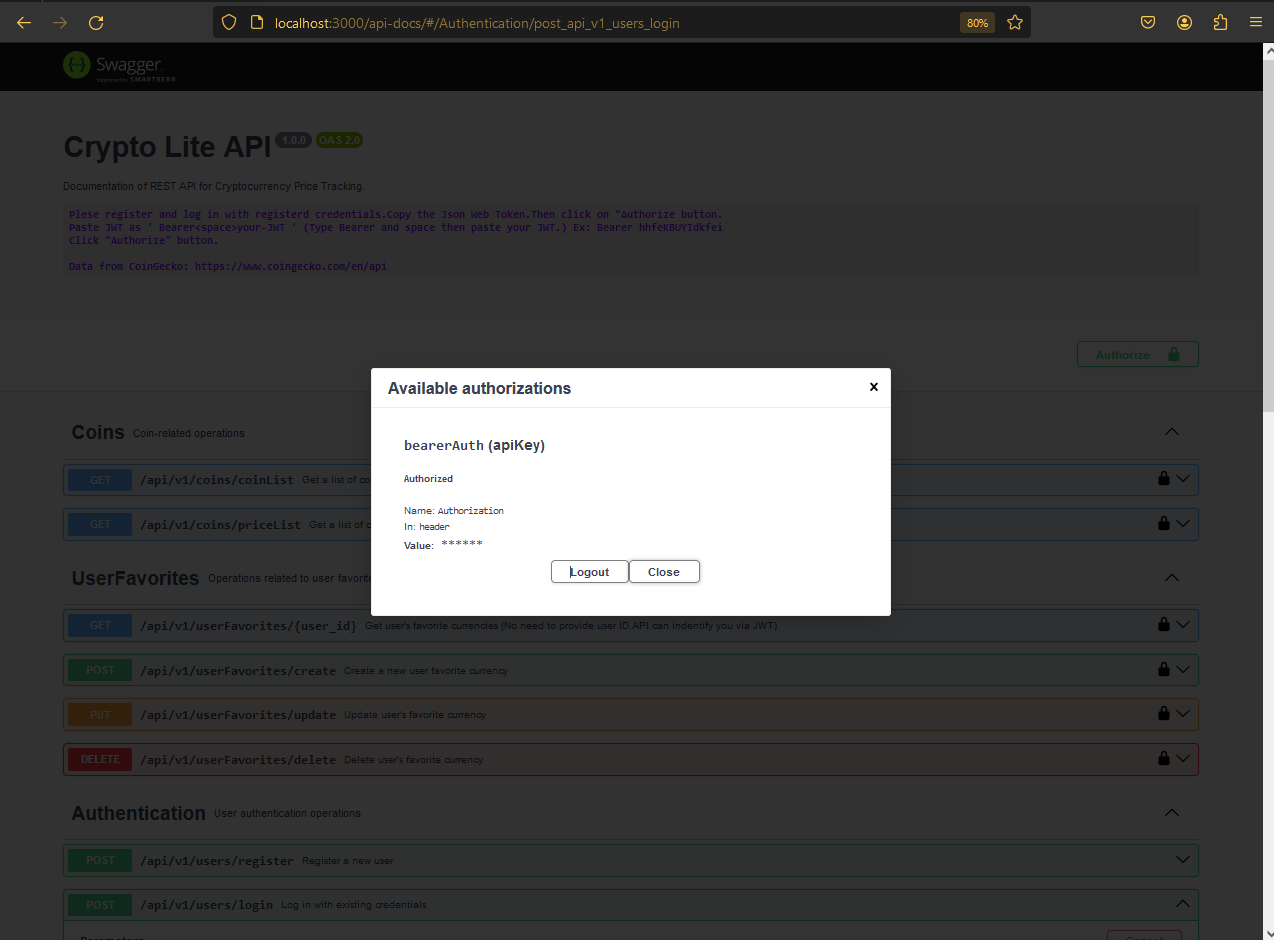 localhost:3000/api-docs/#/Authentication/post_api_v1_users_login
80%
Swagger.
Supported by SMARTBEAR
Crypto Lite API 1.0.0 OAS 2.0
Documentation of REST API for Cryptocurrency Price Tracking.
Plese register and log in with registerd credentials.Copy the Json Web Token.Then click on "Authorize button.
Paste JWT as ' Bearer<space>your-JWT ' (Type Bearer and space then paste your JWT.) Ex: Bearer hhfeKBUYIdkfei
Click "Authorize" button.
Data from CoinGecko: https://www.coingecko.com/en/api
Authorize
Available authorizations
bearerAuth (apiKey)
Authorized
Name: Authorization
In: header
Value: ******
Logout
Close
Coins Coin-related operations
GET /api/v1/coins/coinList Get a list of co
GET /api/v1/coins/priceList Get a list of c
UserFavorites Operations related to user favorite
GET /api/v1/userFavorites/{user_id} Get user's favorite currencies (No need to provide user ID API can indentify you via JWT)
POST /api/v1/userFavorites/create Create a new user favorite currency
PUT /api/v1/userFavorites/update Update user's favorite currency
DELETE /api/v1/userFavorites/delete Delete user's favorite currency
Authentication User authentication operations
POST /api/v1/users/register Register a new user
POST /api/v1/users/login Log in with existing credentials
Parameters
Cancel